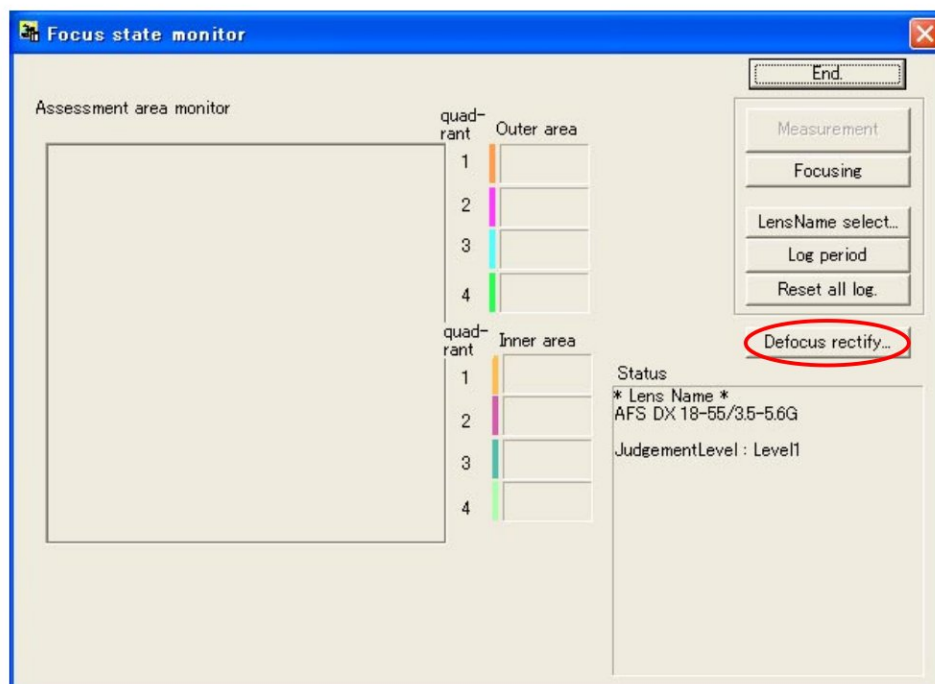 Focus state monitor
End.
Assessment area monitor
quad-
rant
Outer area
1
2
3
4
quad-
rant
Inner area
1
2
3
4
Measurement
Focusing
LensName select...
Log period
Reset all log.
Defocus rectify...
Status
* Lens Name *
AFS DX 18-55/3.5-5.6G
JudgementLevel : Level1